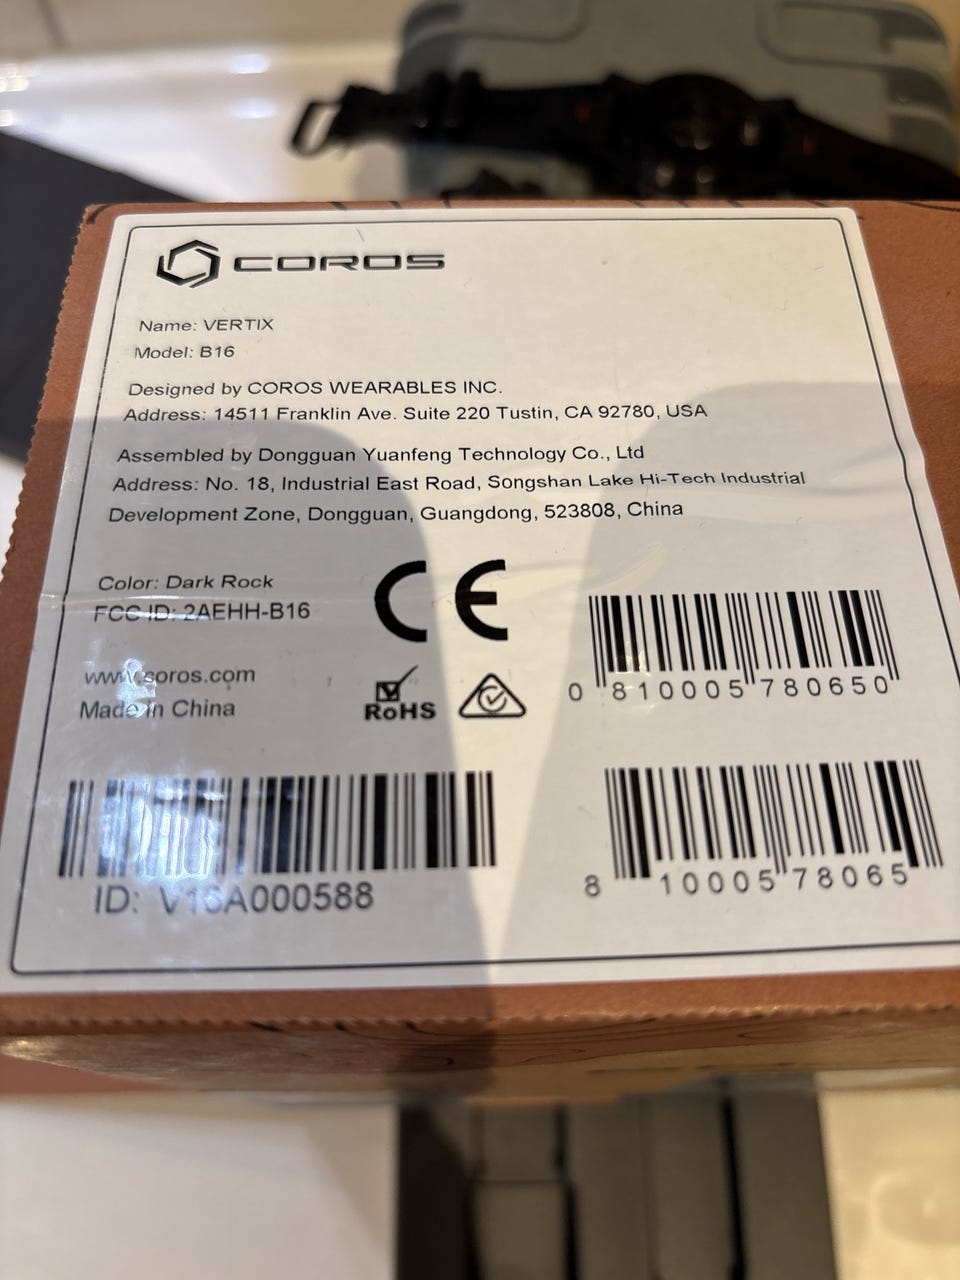 COROS
Name: VERTIX
Model: B16
Designed by COROS WEARABLES INC.
Address: 14511 Franklin Ave. Suite 220 Tustin, CA 92780, USA
Assembled by Dongguan Yuanfeng Technology Co., Ltd
Address: No. 18, Industrial East Road, Songshan Lake Hi-Tech Industrial
Development Zone, Dongguan, Guangdong, 523808, China
Color: Dark Rock
FCC ID: 2AEHH-B16
CE
www.coros.com
Made in China
RoHS
0 810005 780650
8 10005 78065
ID: V16A000588